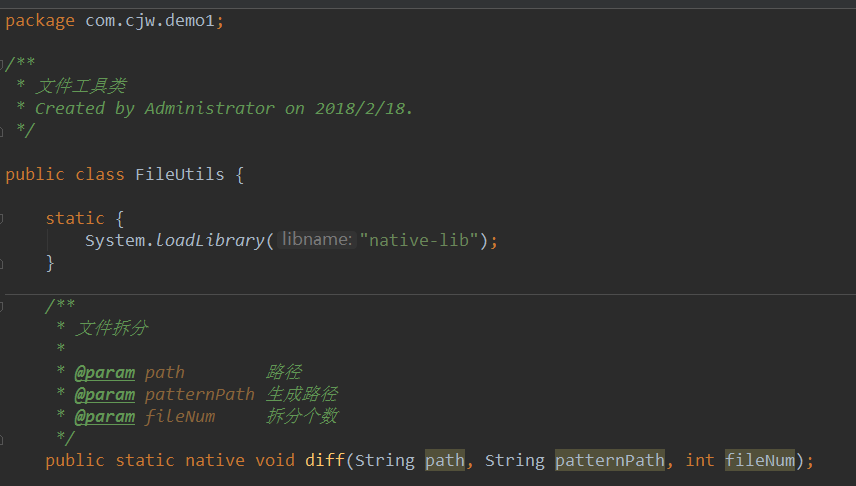 package com.cjw.demo1;
/**
 * 文件工具类
 * Created by Administrator on 2018/2/18.
 */
public class FileUtils {
    static {
        System.loadLibrary( libname: "native-lib");
    }
    /**
     * 文件拆分
     *
     * @param path        路径
     * @param patternPath 生成路径
     * @param fileNum     拆分个数
     */
    public static native void diff(String path, String patternPath, int fileNum);